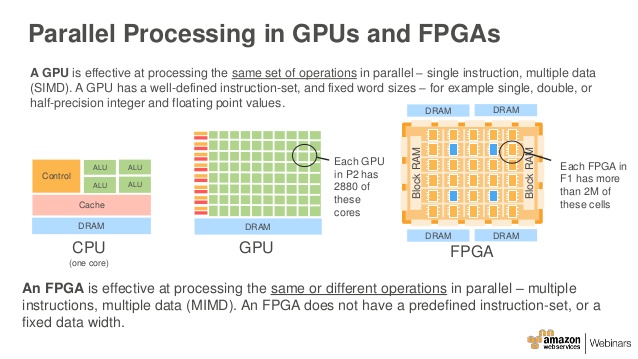 Parallel Processing in GPUs and FPGAs
A GPU is effective at processing the same set of operations in parallel – single instruction, multiple data
(SIMD). A GPU has a well-defined instruction-set, and fixed word sizes – for example single, double, or
half-precision integer and floating point values.
Control
ALU
ALU
ALU
ALU
Cache
DRAM
CPU
(one core)
DRAM
GPU
Each GPU
in P2 has
2880 of
these
cores
DRAM
DRAM
Block RAM
Block RAM
DRAM
DRAM
FPGA
Each FPGA in
F1 has more
than 2M of
these cells
An FPGA is effective at processing the same or different operations in parallel – multiple
instructions, multiple data (MIMD). An FPGA does not have a predefined instruction-set, or a
fixed data width.
amazon
webservices
Webinars